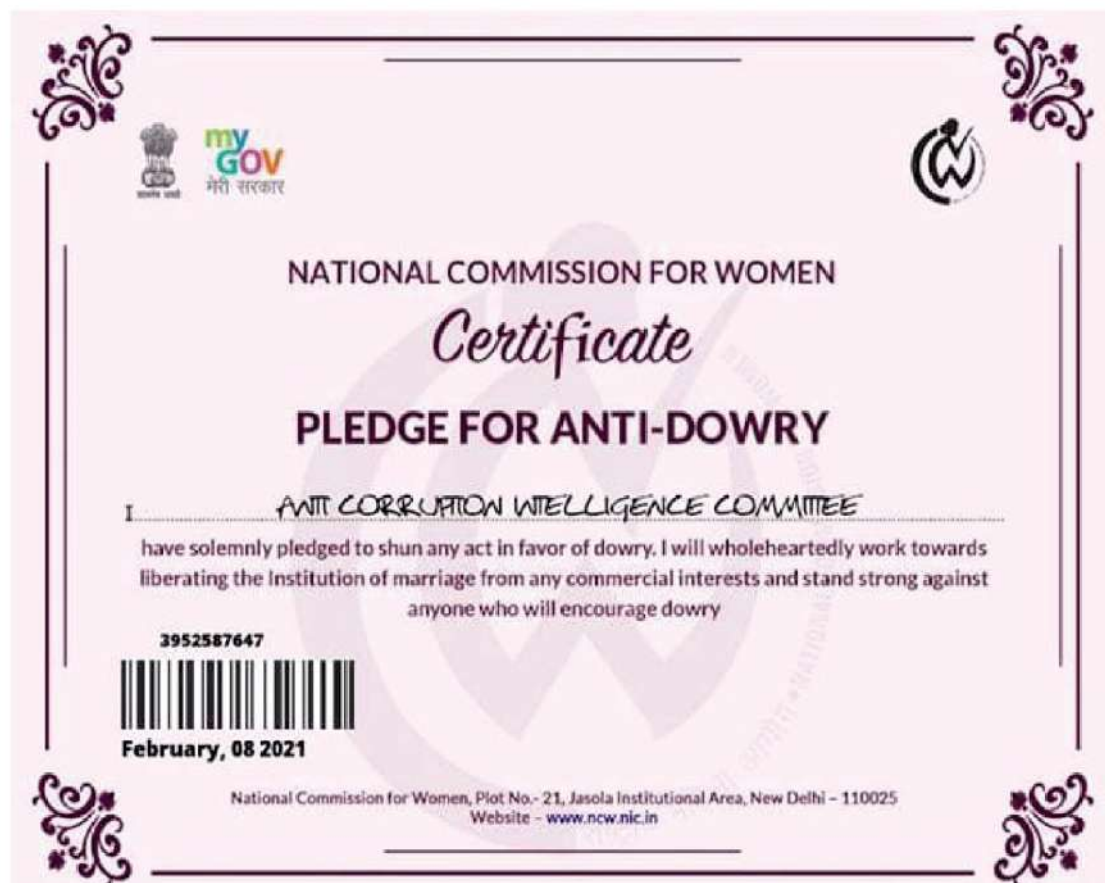 my
GOV
मेरी सरकार
NATIONAL COMMISSION FOR WOMEN
Certificate
PLEDGE FOR ANTI-DOWRY
I ANTI CORRUPTION INTELLIGENCE COMMITTEE
have solemnly pledged to shun any act in favor of dowry. I will wholeheartedly work towards
liberating the Institution of marriage from any commercial interests and stand strong against
anyone who will encourage dowry
3952587647
February, 08 2021
National Commission for Women, Plot No.- 21, Jasola Institutional Area, New Delhi – 110025
Website – www.ncw.nic.in